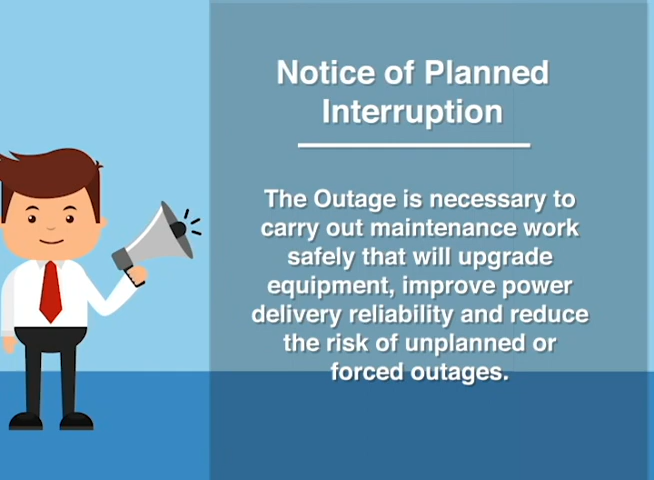 Notice of Planned
Interruption
The Outage is necessary to
carry out maintenance work
safely that will upgrade
equipment, improve power
delivery reliability and reduce
the risk of unplanned or
forced outages.